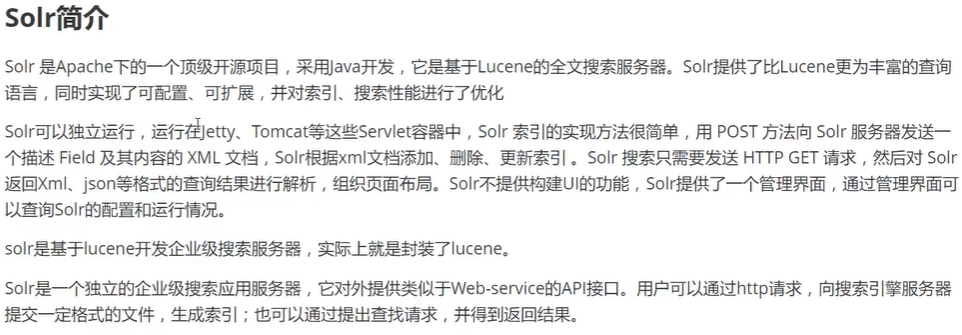 Solr简介
Solr 是Apache下的一个顶级开源项目，采用Java开发，它是基于Lucene的全文搜索服务器。Solr提供了比Lucene更为丰富的查询
语言，同时实现了可配置、可扩展，并对索引、搜索性能进行了优化
Solr可以独立运行，运行在Jetty、Tomcat等这些Servlet容器中，Solr 索引的实现方法很简单，用 POST 方法向 Solr 服务器发送一
个描述 Field 及其内容的 XML 文档，Solr根据xml文档添加、删除、更新索引 。Solr 搜索只需要发送 HTTP GET 请求，然后对 Solr
返回Xml、json等格式的查询结果进行解析，组织页面布局。Solr不提供构建UI的功能，Solr提供了一个管理界面，通过管理界面可
以查询Solr的配置和运行情况。
solr是基于lucene开发企业级搜索服务器，实际上就是封装了lucene。
Solr是一个独立的企业级搜索应用服务器，它对外提供类似于Web-service的API接口。用户可以通过http请求，向搜索引擎服务器
提交一定格式的文件，生成索引；也可以通过提出查找请求，并得到返回结果。